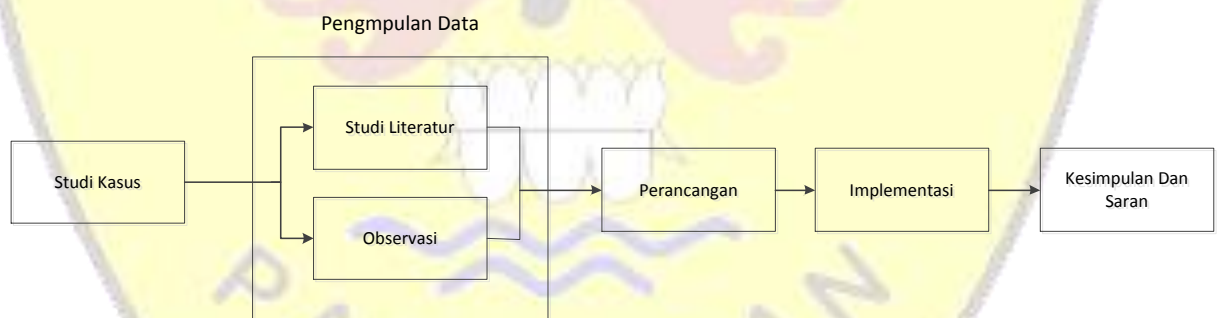 Pengmpulan Data
Studi Literatur
Studi Kasus
Observasi
Perancangan
Implementasi
Kesimpulan Dan
Saran